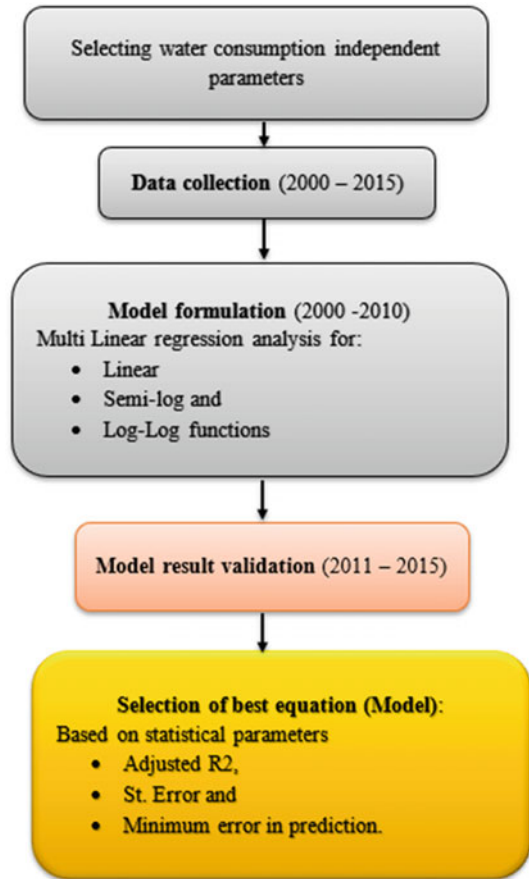 Selecting water consumption independent
parameters
Data collection (2000 – 2015)
Model formulation (2000 -2010)
Multi Linear regression analysis for:
• Linear
• Semi-log and
• Log-Log functions
Model result validation (2011 – 2015)
Selection of best equation (Model):
Based on statistical parameters
• Adjusted R2,
• St. Error and
• Minimum error in prediction.